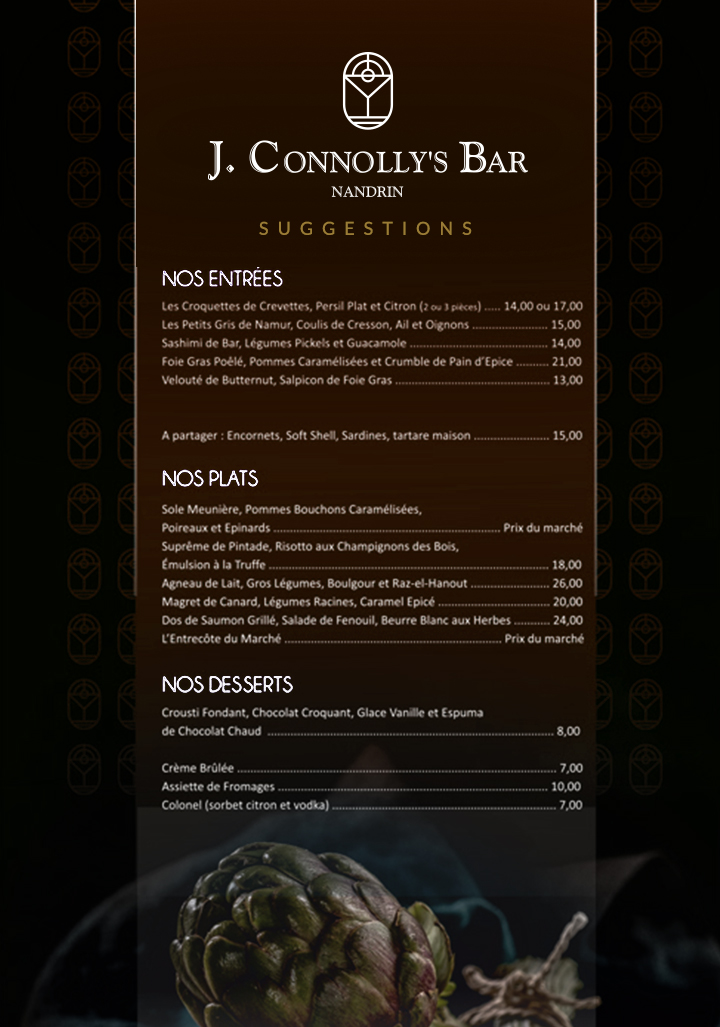 J. CONNOLLY'S BAR
NANDRIN
SUGGESTIONS
NOS ENTRÉES
Les Croquettes de Crevettes, Persil Plat et Citron (2 ou 3 pièces) ..... 14,00 ou 17,00
Les Petits Gris de Namur, Coulis de Cresson, Ail et Oignons ........................... 15,00
Sashimi de Bar, Légumes Pickels et Guacamole ................................................. 14,00
Foie Gras Poêlé, Pommes Caramélisées et Crumble de Pain d'Epice ........... 21,00
Velouté de Butternut, Salpicon de Foie Gras ....................................................... 13,00
A partager : Encornets, Soft Shell, Sardines, tartare maison ........................... 15,00
NOS PLATS
Sole Meunière, Pommes Bouchons Caramélisées,
Poireaux et Epinards ................................................................................ Prix du marché
Suprême de Pintade, Risotto aux Champignons des Bois,
Émulsion à la Truffe .................................................................................................... 18,00
Agneau de Lait, Gros Légumes, Boulgour et Raz-el-Hanout ............................ 26,00
Magret de Canard, Légumes Racines, Caramel Epicé ........................................ 20,00
Dos de Saumon Grillé, Salade de Fenouil, Beurre Blanc aux Herbes ............. 24,00
L'Entrecôte du Marché ............................................................................. Prix du marché
NOS DESSERTS
Crousti Fondant, Chocolat Croquant, Glace Vanille et Espuma
de Chocolat Chaud ...................................................................................................... 8,00
Crème Brûlée .................................................................................................................. 7,00
Assiette de Fromages ................................................................................................. 10,00
Colonel (sorbet citron et vodka) ................................................................................ 7,00